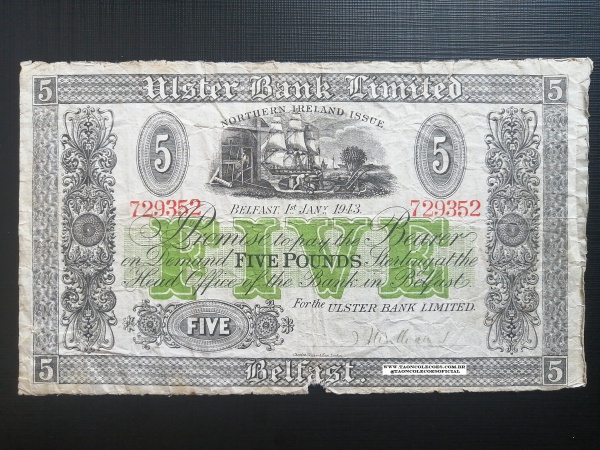 5 Ulster Bank Limited 5
NORTHERN IRELAND ISSUE
5 5
729352 BELFAST, 1ST JANY. 1943. 729352
FIVE
Promise to pay the Bearer
on Demand FIVE POUNDS Sterling at the
Head Office of the Bank in Belfast.
For the ULSTER BANK LIMITED.
FIVE
5 Belfast. 5
WWW.TAONCOLECOES.COM.BR
@TAONCOLECOESOFICIAL